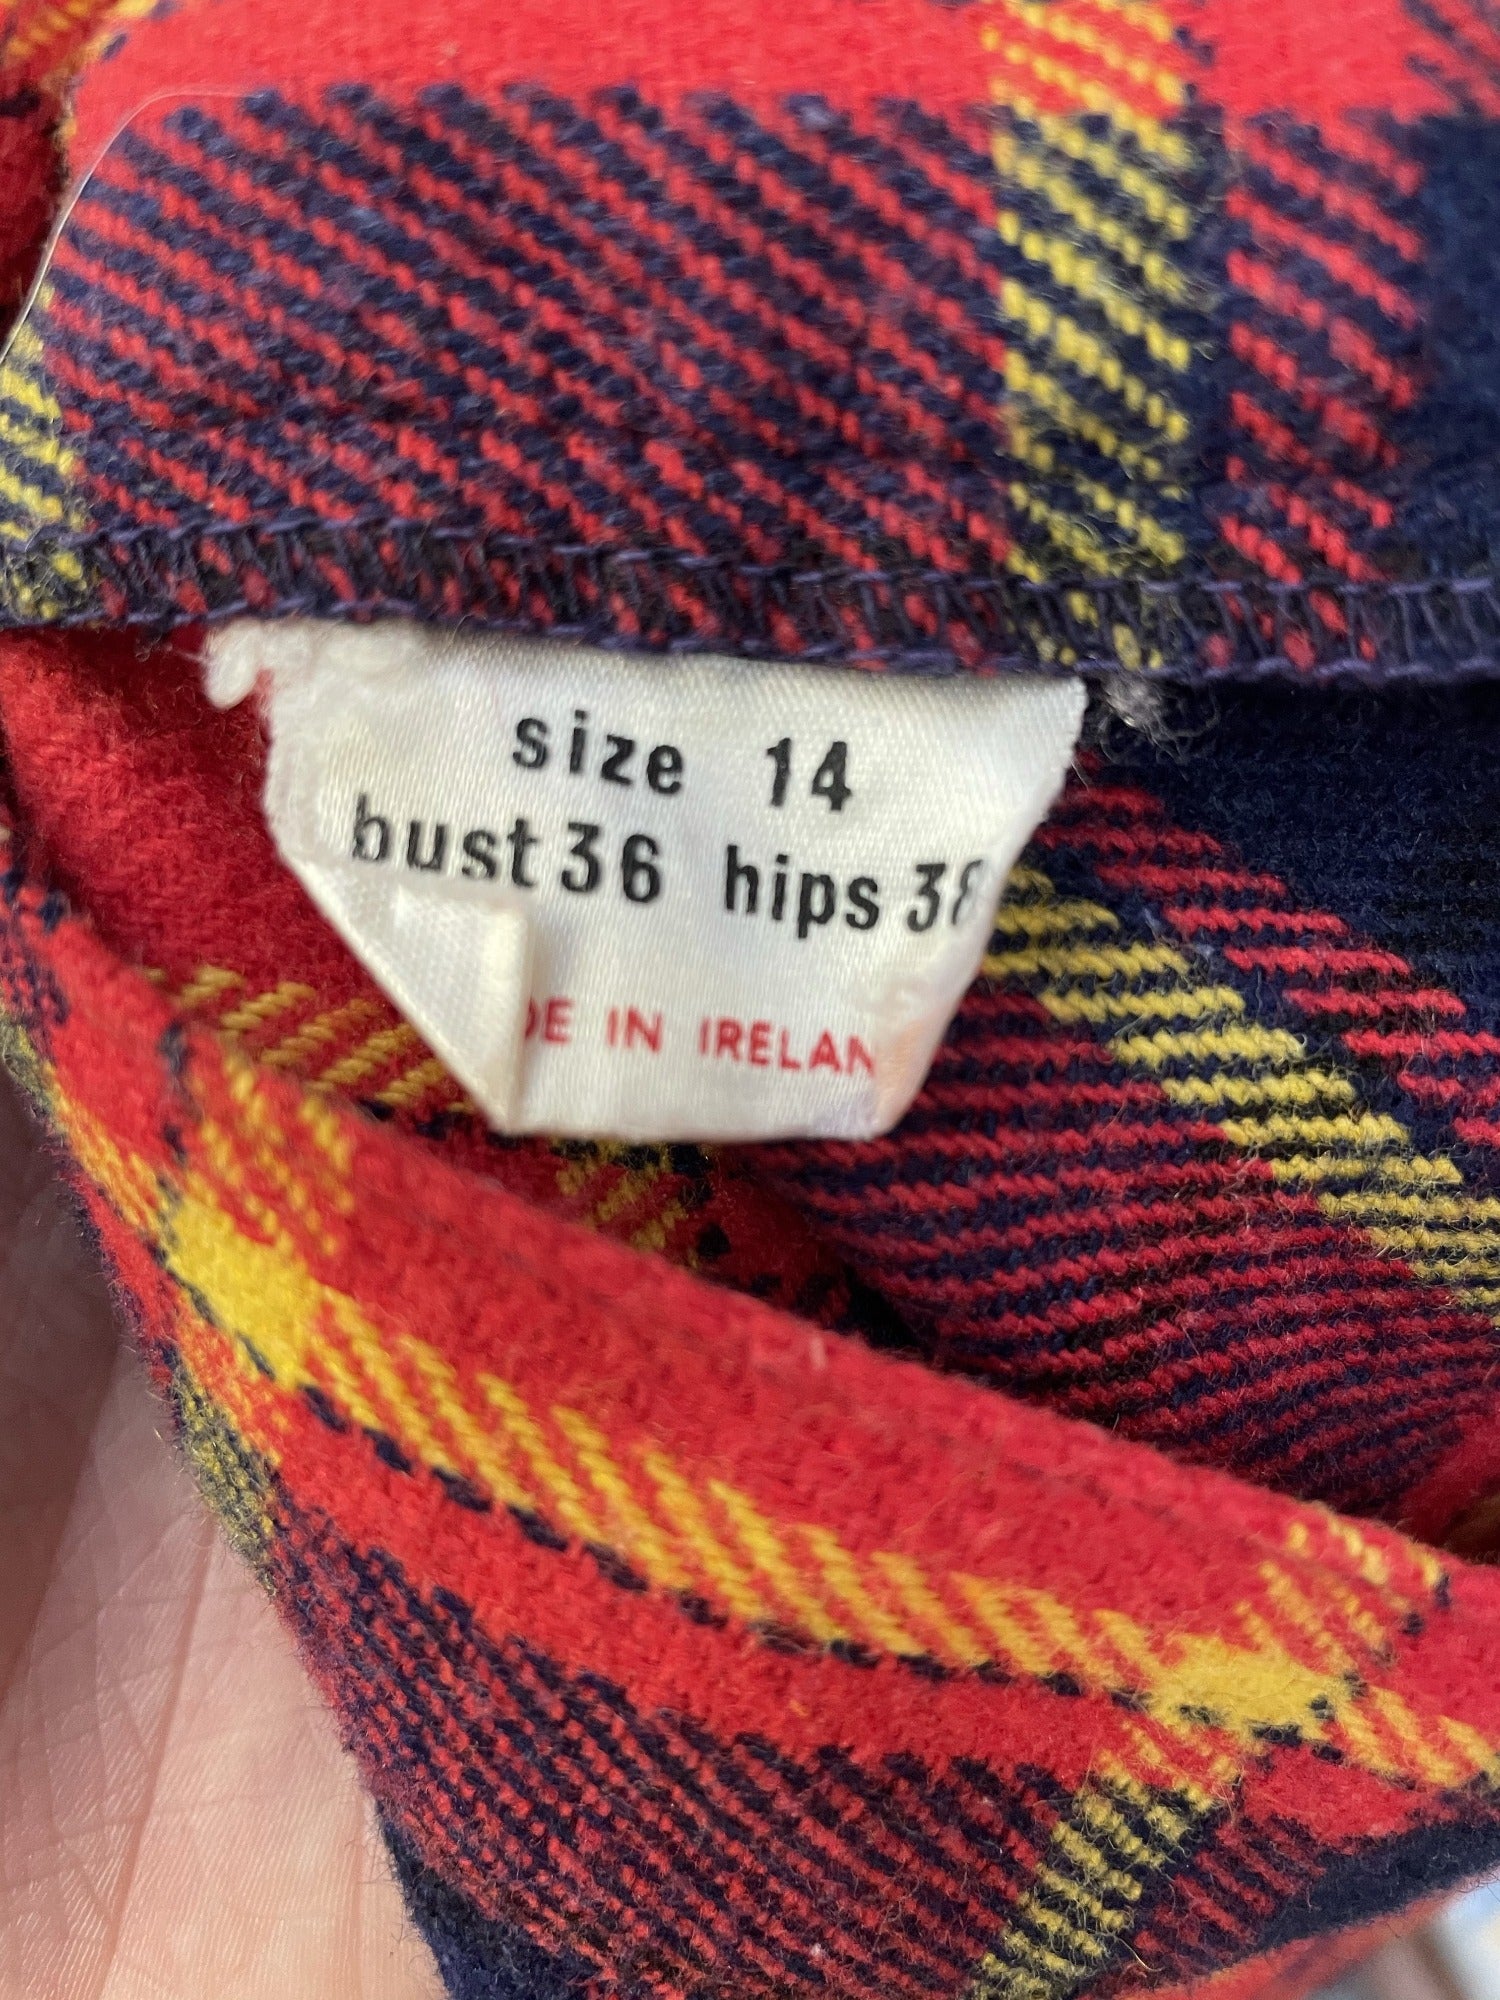 size 14
bust 36 hips 38
DE IN IRELAN